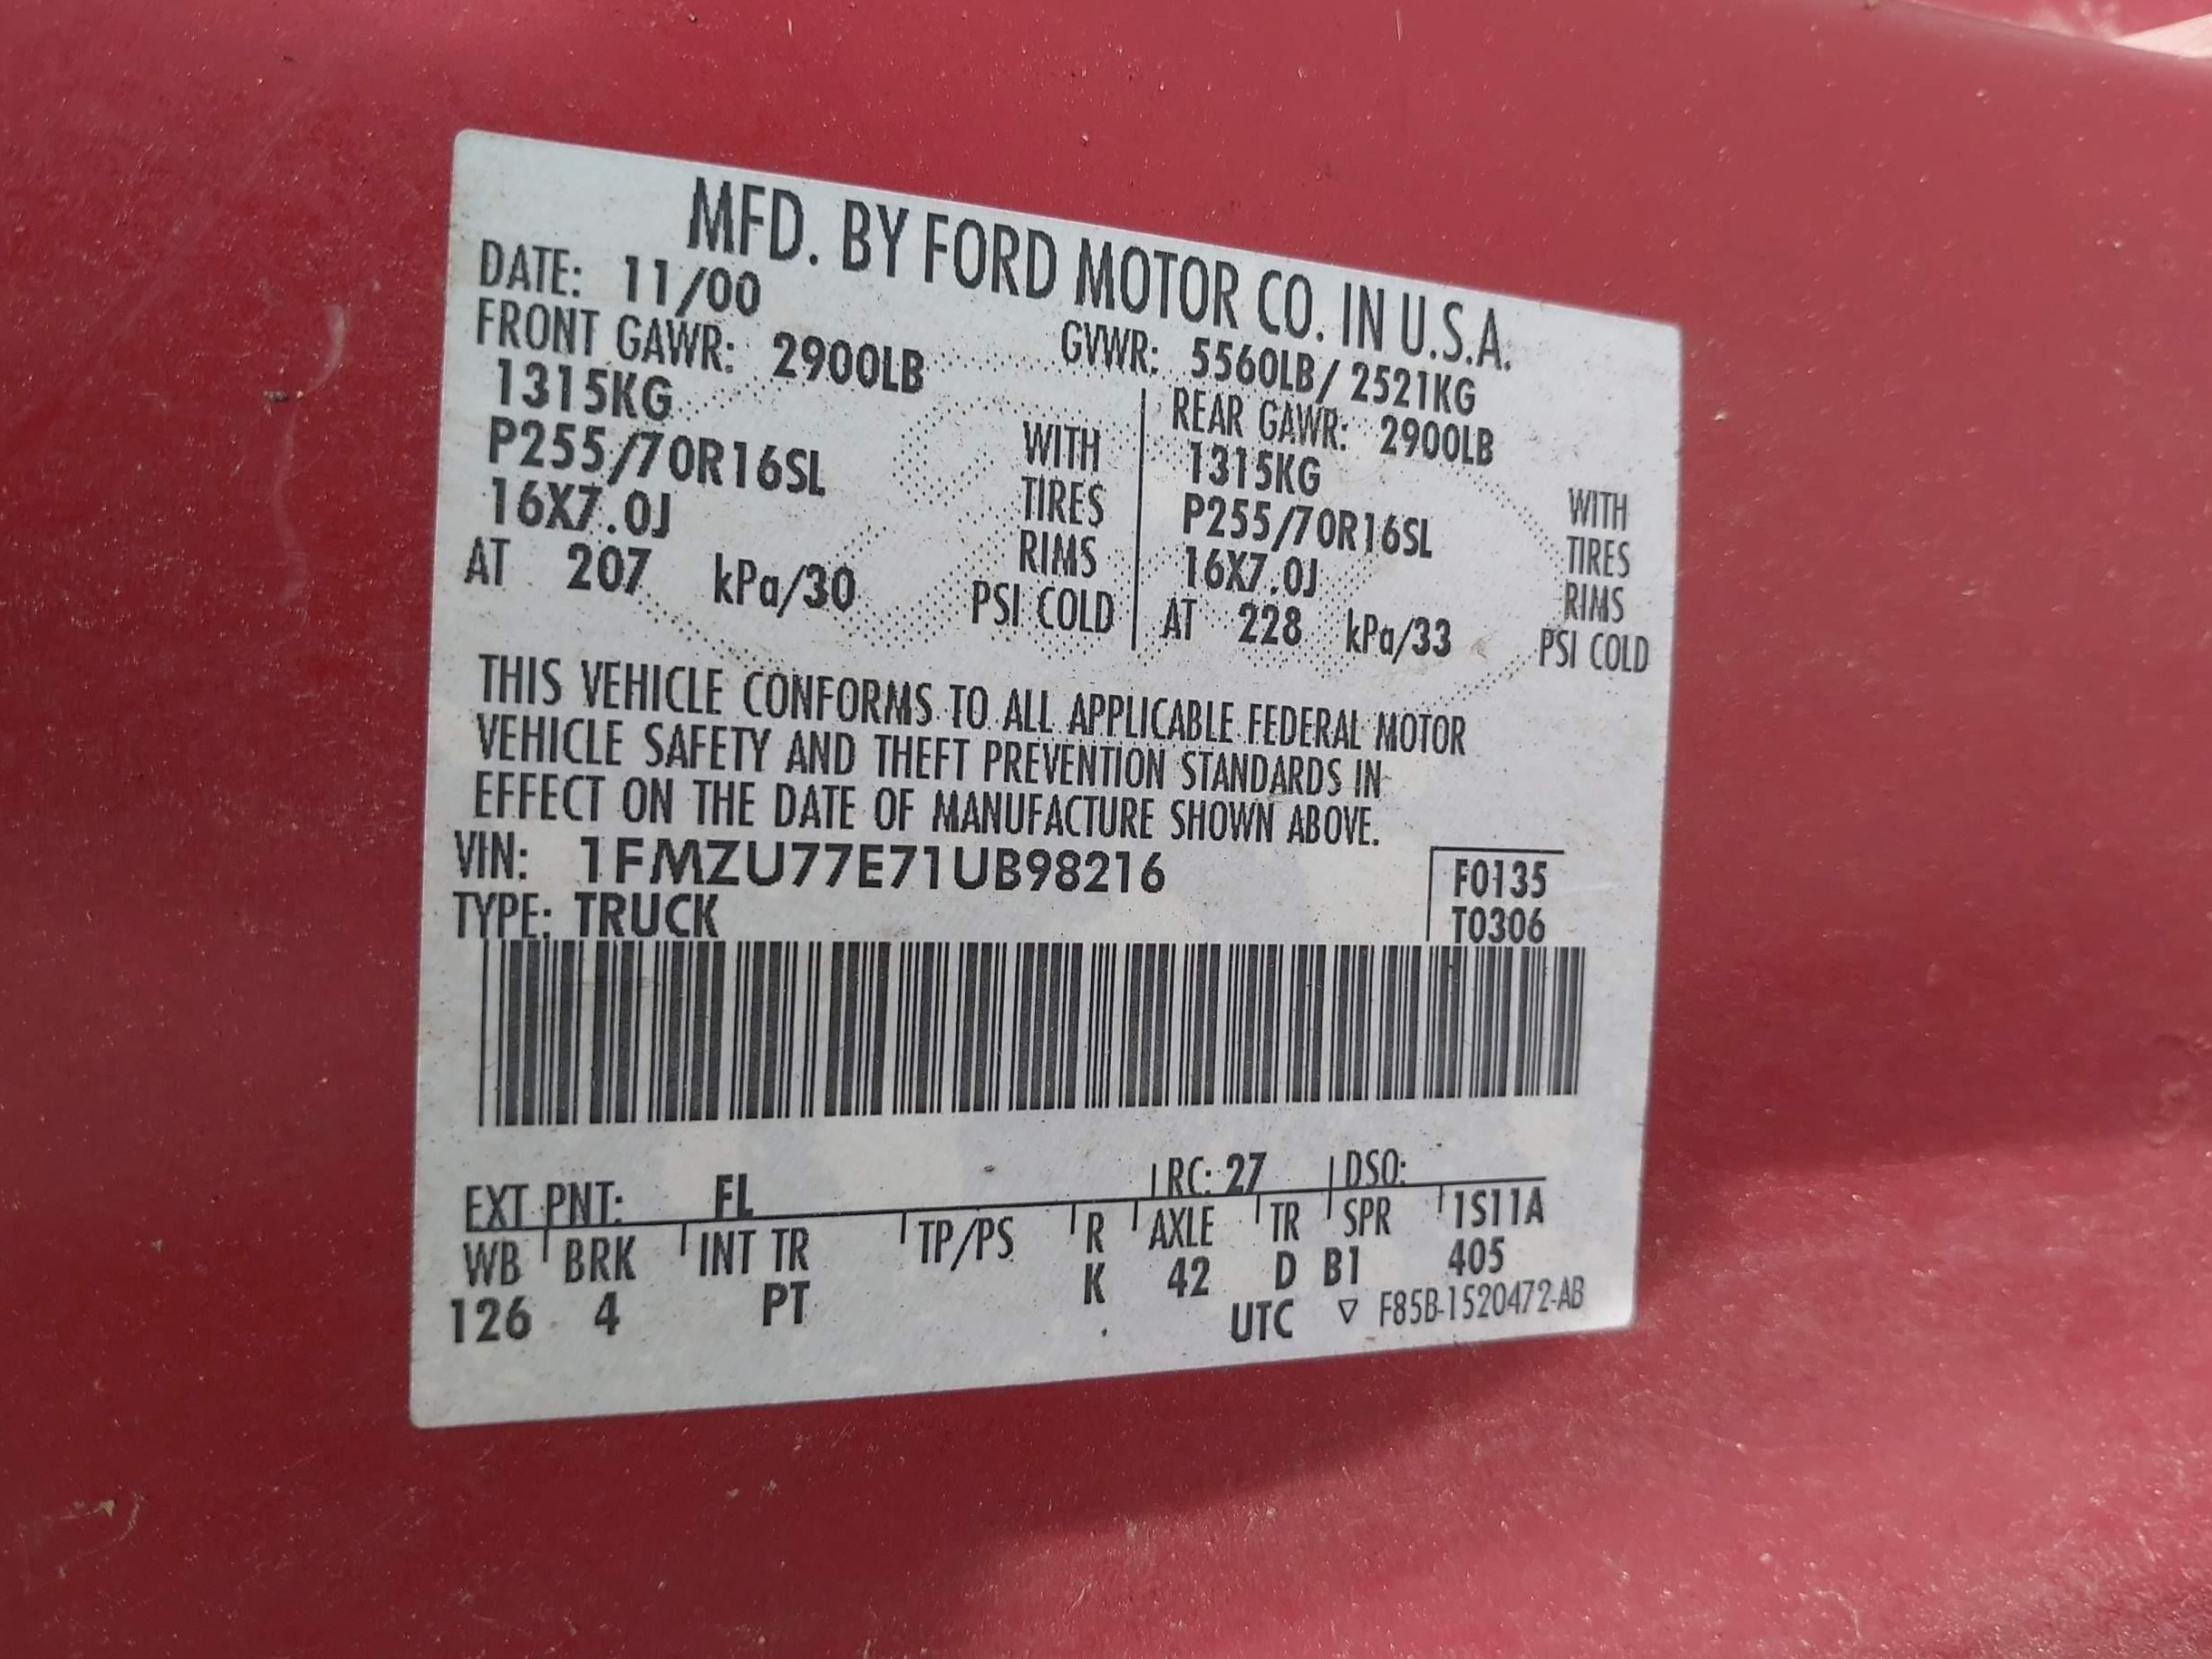 MFD. BY FORD MOTOR CO. IN U.S.A.
DATE: 11/00 GVWR: 5560LB/ 2521KG
FRONT GAWR: 2900LB REAR GAWR: 2900LB
1315KG WITH 1315KG WITH
P255/70R16SL TIRES P255/70R16SL TIRES
16X7.0J RIMS 16X7.0J RIMS
AT 207 kPa/30 PSI COLD AT 228 kPa/33 PSI COLD
THIS VEHICLE CONFORMS TO ALL APPLICABLE FEDERAL MOTOR
VEHICLE SAFETY AND THEFT PREVENTION STANDARDS IN
EFFECT ON THE DATE OF MANUFACTURE SHOWN ABOVE.
VIN: 1FMZU77E71UB98216 F0135
TYPE: TRUCK T0306
EXT PNT: FL RC: 27 DSO:
WB BRK INT TR TP/PS R AXLE TR SPR 1S11A
126 4 PT K 42 D B1 405
UTC ▽ F85B-1520472-AB